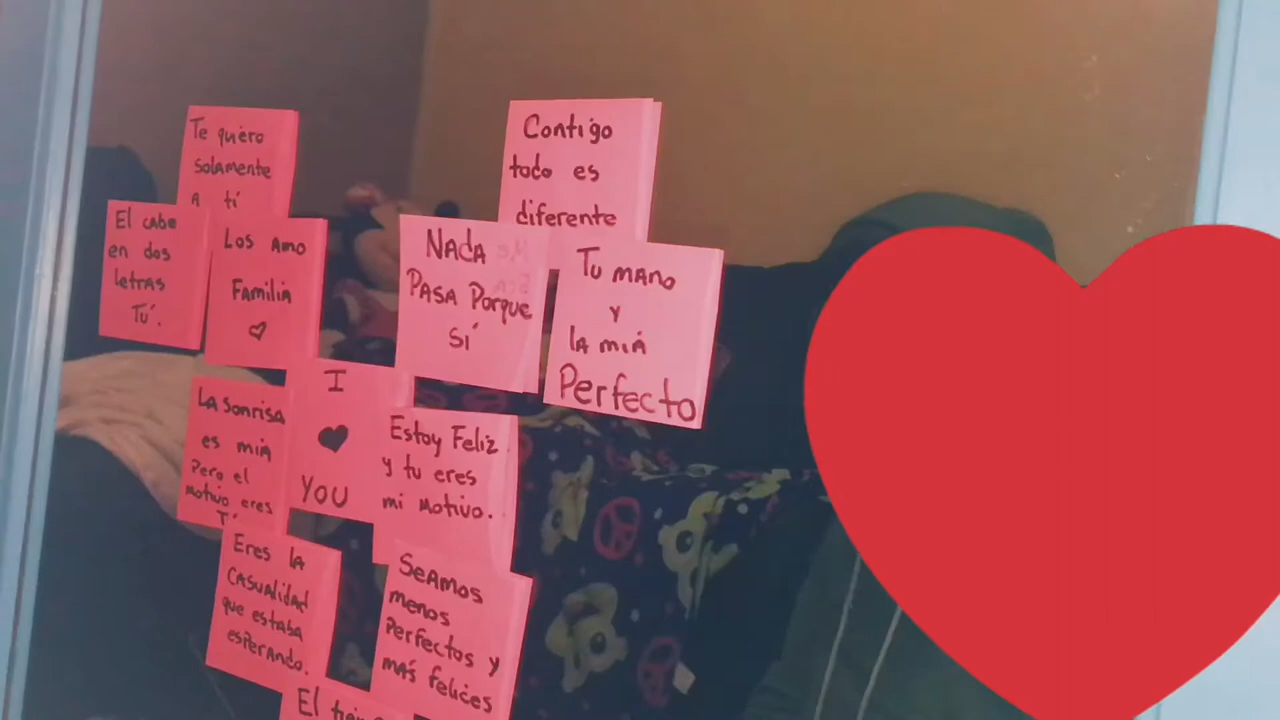 Te quiero
solamente
A tí
El cabo
en dos
letras
Tú.
Los amo
Familia
Contigo
todo es
diferente
Nada
Pasa Porque
sí
Tu mano
y
la mía
Perfecto
La sonrisa
es mía
Pero el
motivo eres
I
YOU
Estoy Feliz
y tu eres
mi motivo.
Eres la
casualidad
que estaba
esperando.
Seamos
menos
Perfectos y
más felices
El